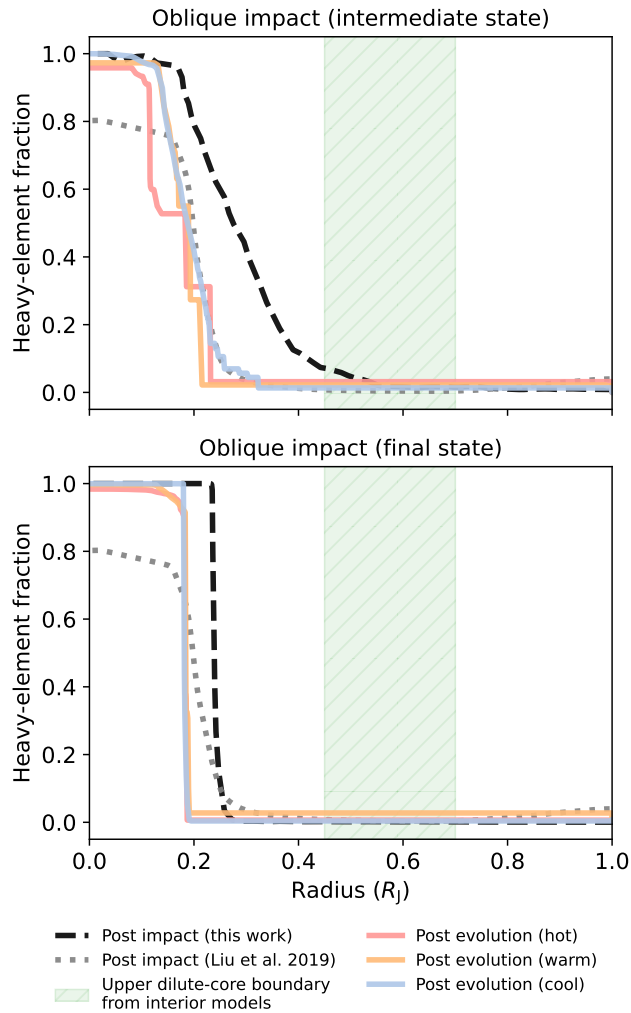 Oblique impact (intermediate state)
1.0
0.8
0.6
0.4
0.2
0.0
Heavy-element fraction
Oblique impact (final state)
1.0
0.8
0.6
0.4
0.2
0.0
Heavy-element fraction
0.0 0.2 0.4 0.6 0.8 1.0
Radius (R_J)
Post impact (this work)
Post impact (Liu et al. 2019)
Upper dilute-core boundary
from interior models
Post evolution (hot)
Post evolution (warm)
Post evolution (cool)